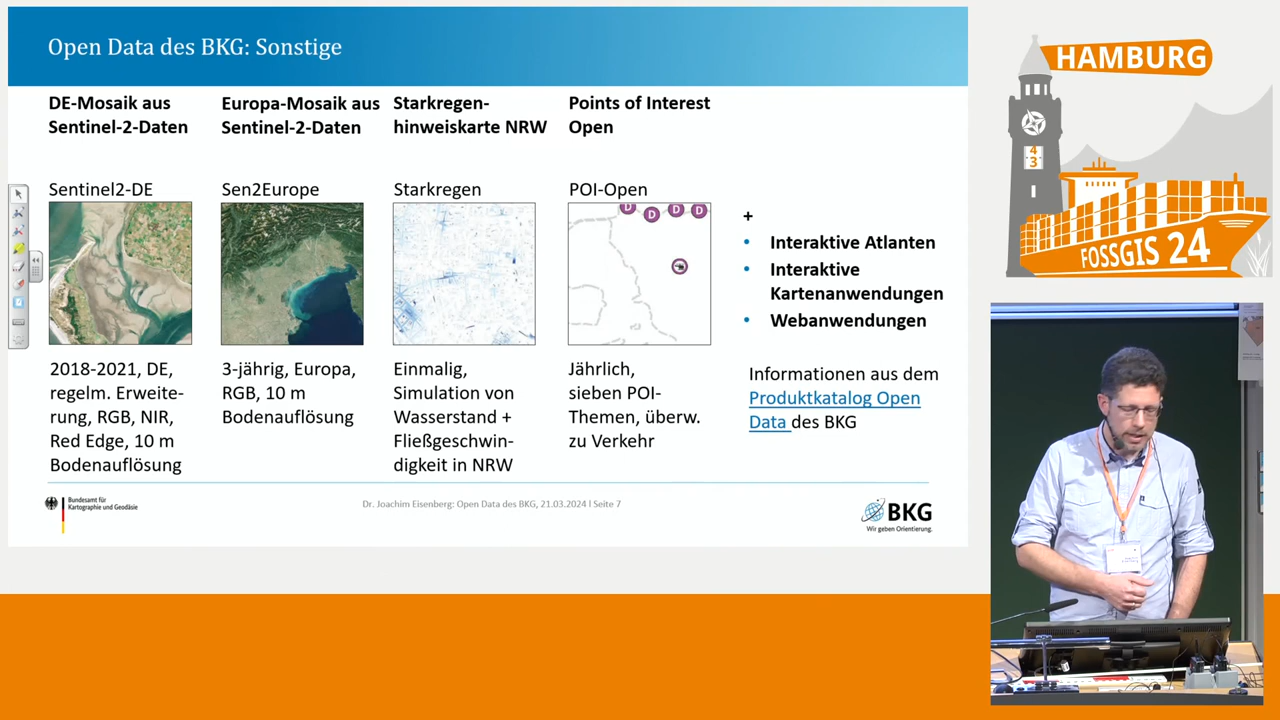 Open Data des BKG: Sonstige
DE-Mosaik aus
Sentinel-2-Daten
Europa-Mosaik aus
Sentinel-2-Daten
Starkregen-
hinweiskarte NRW
Points of Interest
Open
Sentinel2-DE
Sen2Europe
Starkregen
POI-Open
D
D
D
D
2018-2021, DE,
regelm. Erweite-
rung, RGB, NIR,
Red Edge, 10 m
Bodenauflösung
3-jährig, Europa,
RGB, 10 m
Bodenauflösung
Einmalig,
Simulation von
Wasserstand +
Fließgeschwin-
digkeit in NRW
Jährlich,
sieben POI-
Themen, überw.
zu Verkehr
+
• Interaktive Atlanten
• Interaktive
Kartenanwendungen
• Webanwendungen
Informationen aus dem
Produktkatalog Open
Data des BKG
Bundesamt für
Kartographie und Geodäsie
Dr. Joachim Eisenberg: Open Data des BKG, 21.03.2024 | Seite 7
BKG
Wir geben Orientierung.
HAMBURG
4
3
FOSSGIS 24